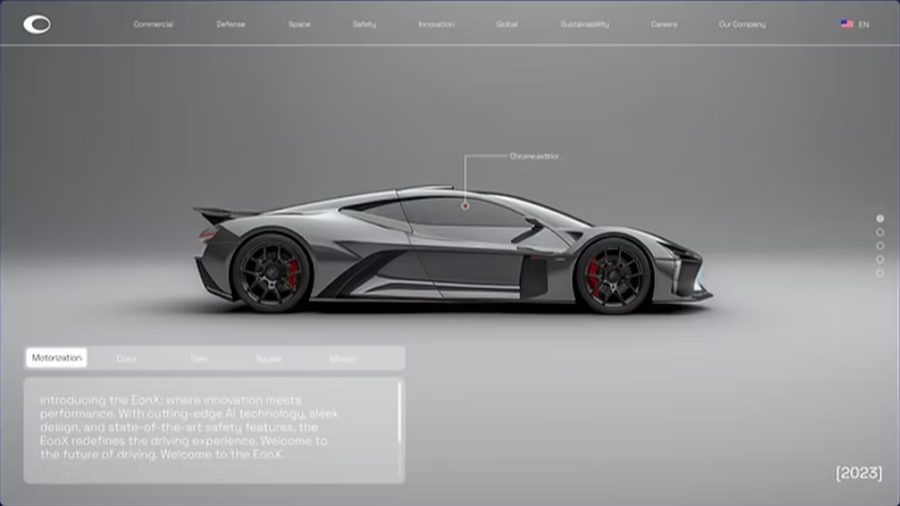 Commercial
Defense
Space
Safety
Innovation
Global
Sustainability
Careers
Our Company
EN
Chrome
Motorization
Color
Introducing the EonX: where innovation meets
performance. With cutting-edge AI technology, sleek
design, and state-of-the-art safety features, the
EonX redefines the driving experience. Welcome to
the future of driving. Welcome to the EonX
[2023]